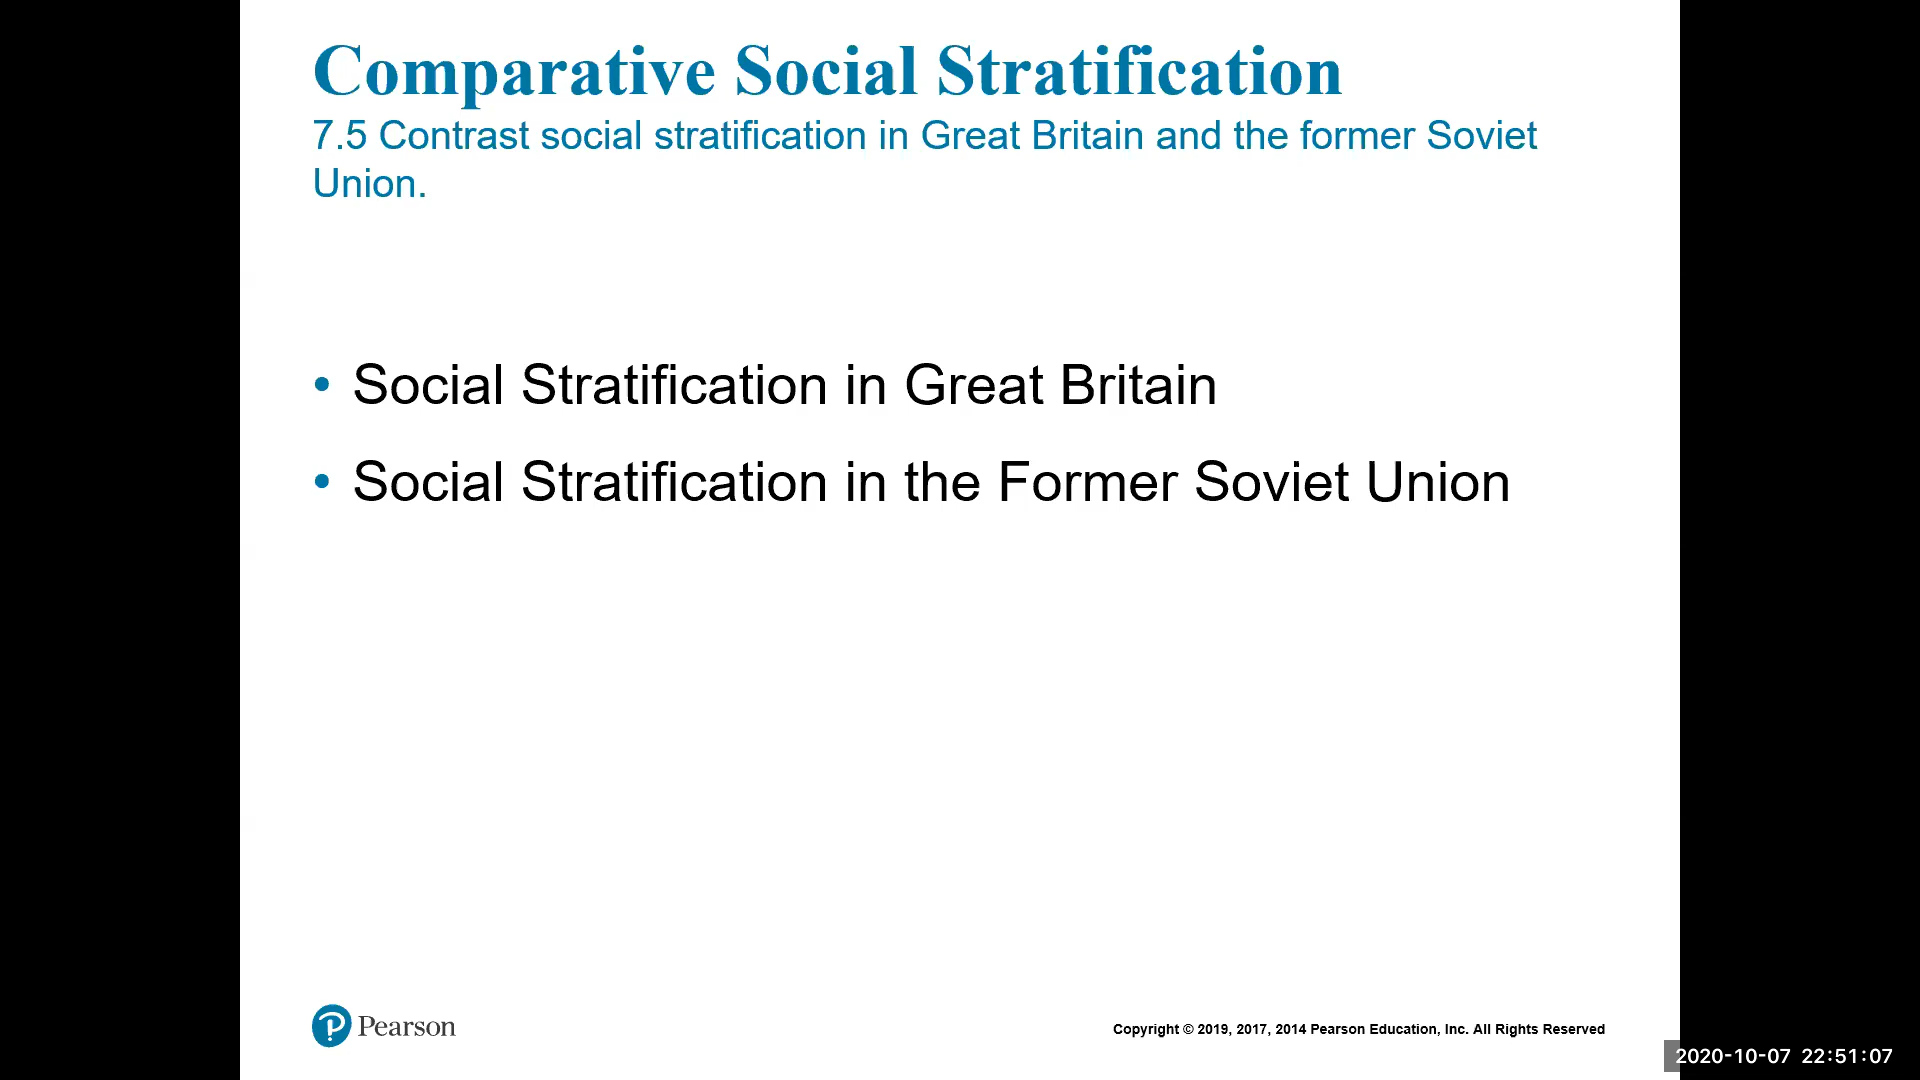 Comparative Social Stratification
7.5 Contrast social stratification in Great Britain and the former Soviet
Union.
• Social Stratification in Great Britain
• Social Stratification in the Former Soviet Union
Pearson
Copyright © 2019, 2017, 2014 Pearson Education, Inc. All Rights Reserved
2020-10-07 22:51:07